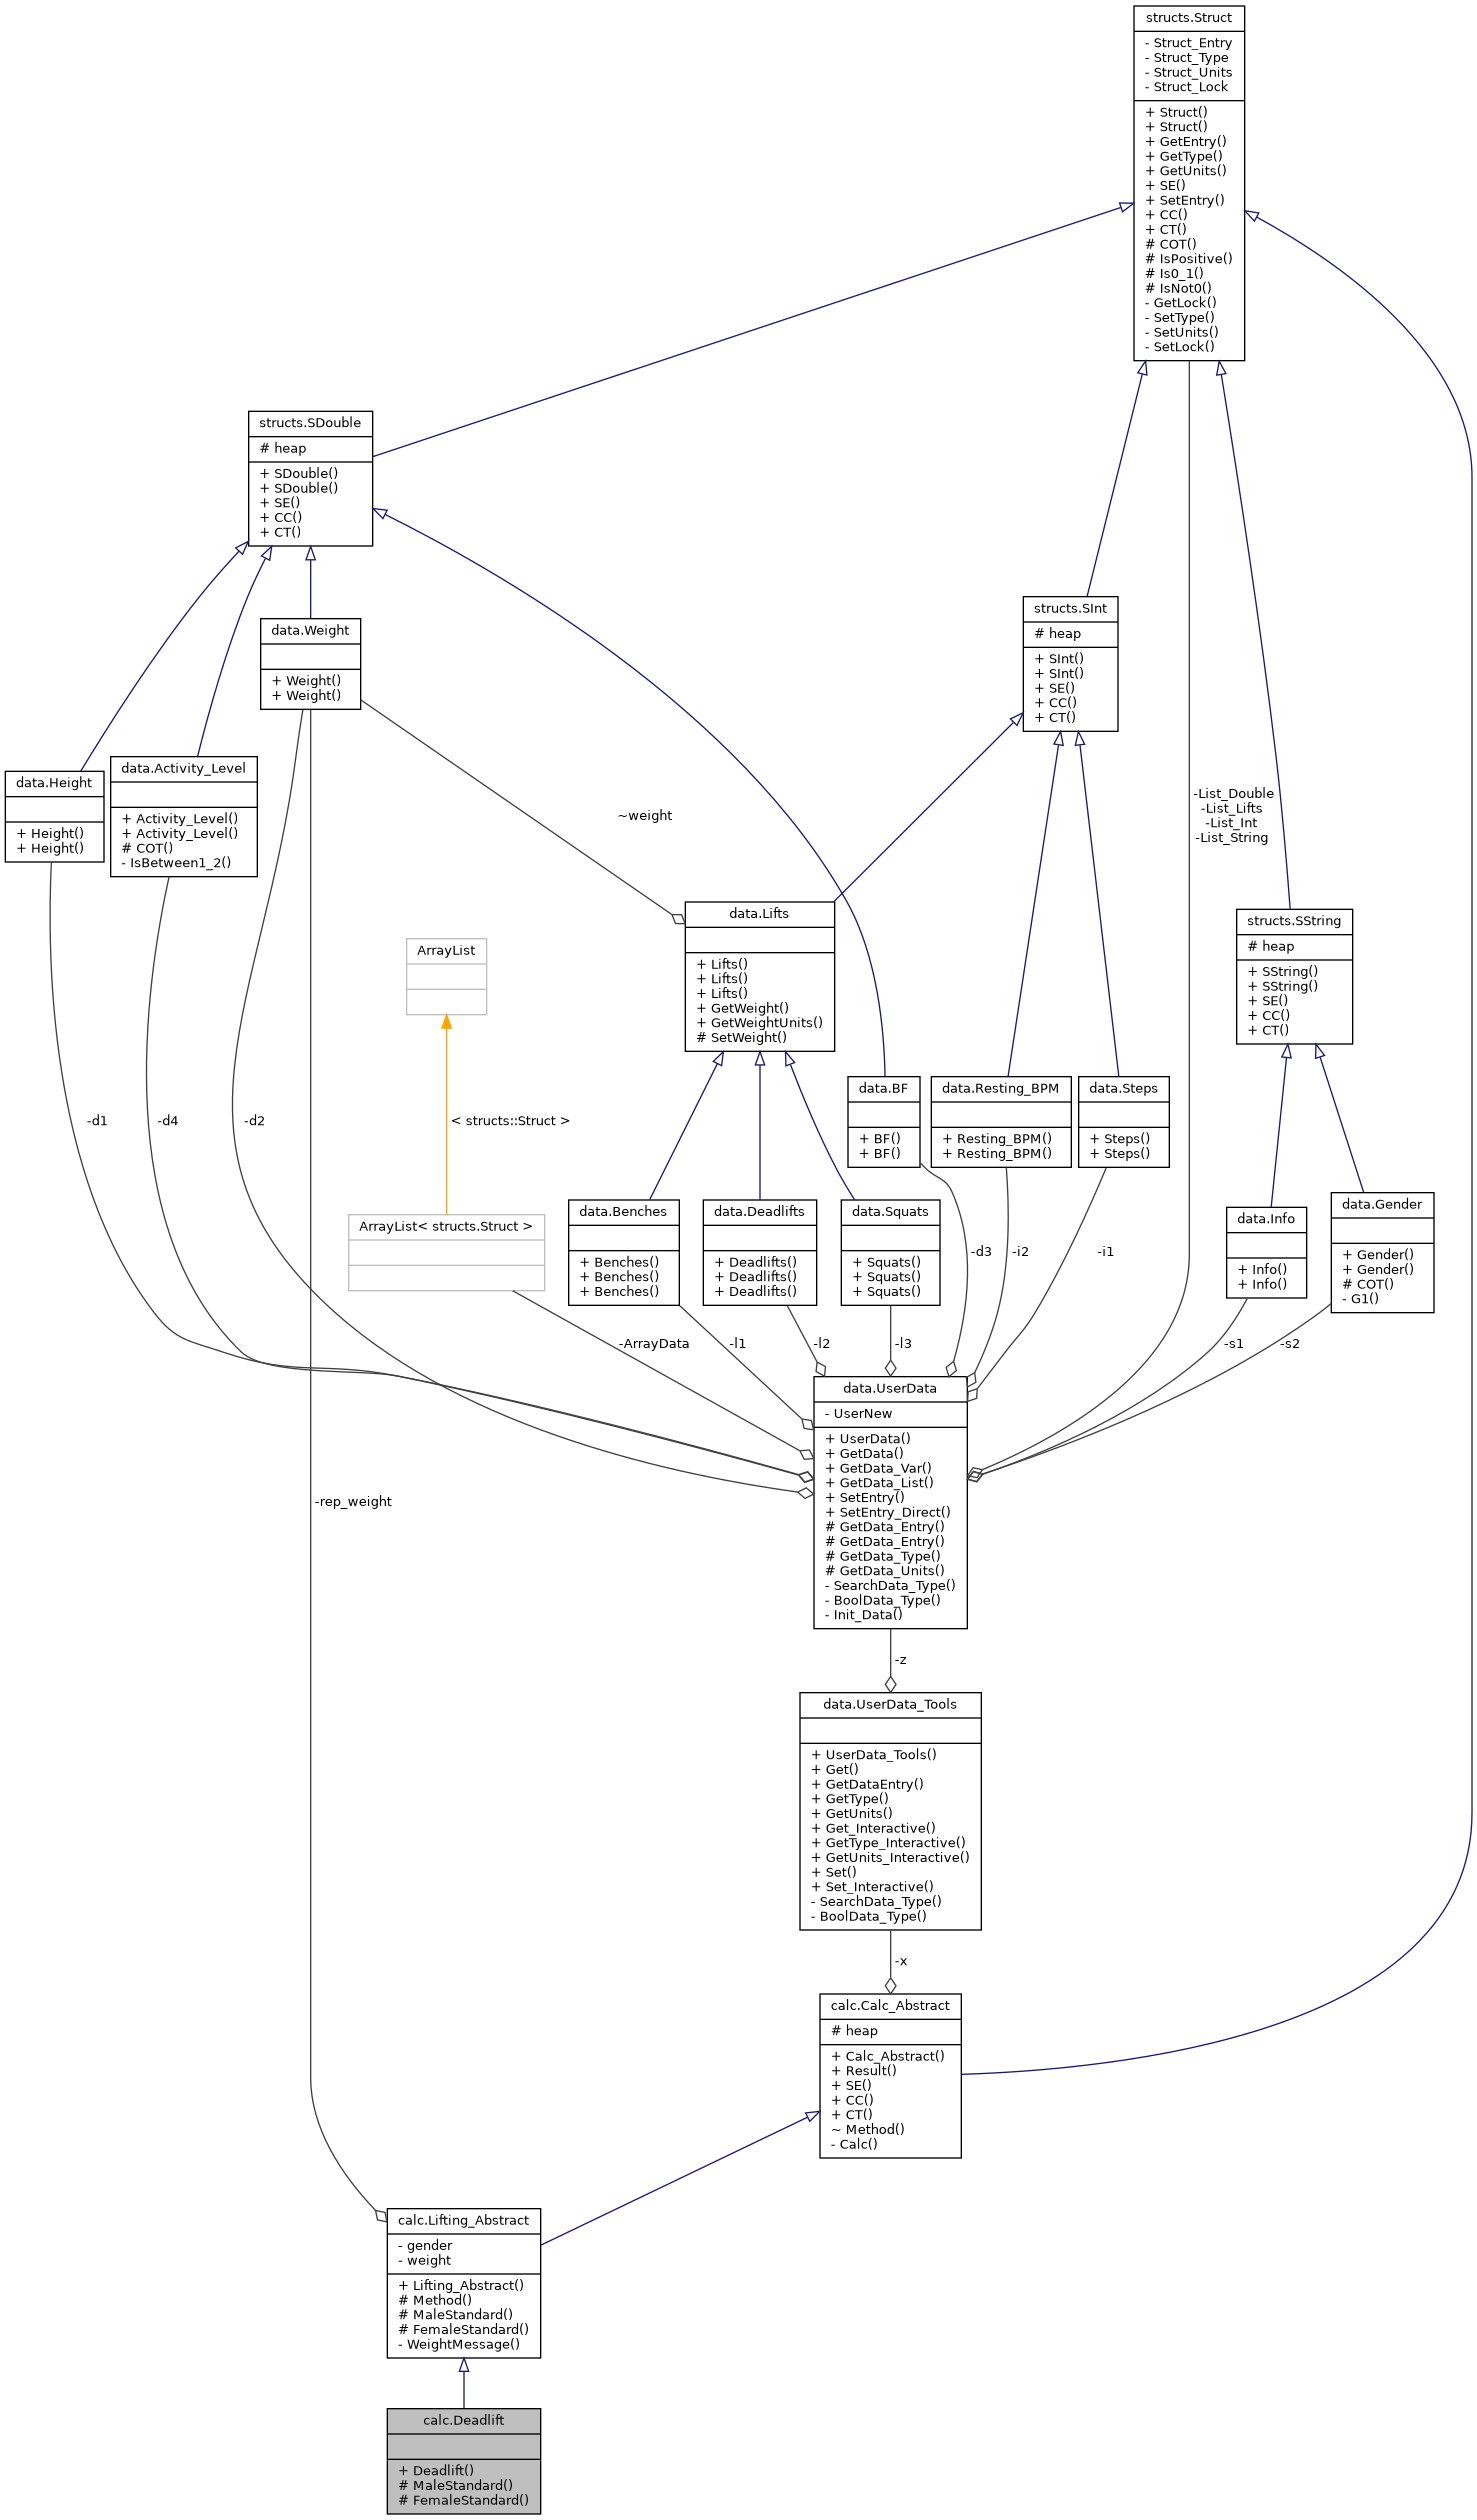 structs.Struct
- Struct_Entry
- Struct_Type
- Struct_Units
- Struct_Lock
+ Struct()
+ Struct()
+ GetEntry()
+ GetType()
+ GetUnits()
+ SE()
+ SetEntry()
+ CC()
+ CT()
# COT()
# IsPositive()
# Is0_1()
# IsNot0()
- GetLock()
- SetType()
- SetUnits()
- SetLock()
structs.SDouble
# heap
+ SDouble()
+ SDouble()
+ SE()
+ CC()
+ CT()
structs.SInt
# heap
+ SInt()
+ SInt()
+ SE()
+ CC()
+ CT()
data.Weight
+ Weight()
+ Weight()
data.Height
+ Height()
+ Height()
data.Activity_Level
+ Activity_Level()
+ Activity_Level()
# COT()
- IsBetween1_2()
~weight
-List_Double
-List_Lifts
-List_Int
-List_String
data.Lifts
+ Lifts()
+ Lifts()
+ Lifts()
+ GetWeight()
+ GetWeightUnits()
# SetWeight()
structs.SString
# heap
+ SString()
+ SString()
+ SE()
+ CC()
+ CT()
ArrayList
-d1
-d4
-d2
< structs::Struct >
data.BF
+ BF()
+ BF()
data.Resting_BPM
+ Resting_BPM()
+ Resting_BPM()
data.Steps
+ Steps()
+ Steps()
ArrayList< structs.Struct >
data.Benches
+ Benches()
+ Benches()
+ Benches()
data.Deadlifts
+ Deadlifts()
+ Deadlifts()
+ Deadlifts()
data.Squats
+ Squats()
+ Squats()
+ Squats()
-d3
-i2
-i1
data.Info
+ Info()
+ Info()
data.Gender
+ Gender()
+ Gender()
# COT()
- G1()
-ArrayData
-l1
-l2
-l3
-s1
-s2
data.UserData
- UserNew
+ UserData()
+ GetData()
+ GetData_Var()
+ GetData_List()
+ SetEntry()
+ SetEntry_Direct()
# GetData_Entry()
# GetData_Entry()
# GetData_Type()
# GetData_Units()
- SearchData_Type()
- BoolData_Type()
- Init_Data()
-rep_weight
-z
data.UserData_Tools
+ UserData_Tools()
+ Get()
+ GetDataEntry()
+ GetType()
+ GetUnits()
+ Get_Interactive()
+ GetType_Interactive()
+ GetUnits_Interactive()
+ Set()
+ Set_Interactive()
- SearchData_Type()
- BoolData_Type()
-x
calc.Calc_Abstract
# heap
+ Calc_Abstract()
+ Result()
+ SE()
+ CC()
+ CT()
~ Method()
- Calc()
calc.Lifting_Abstract
- gender
- weight
+ Lifting_Abstract()
# Method()
# MaleStandard()
# FemaleStandard()
- WeightMessage()
calc.Deadlift
+ Deadlift()
# MaleStandard()
# FemaleStandard()